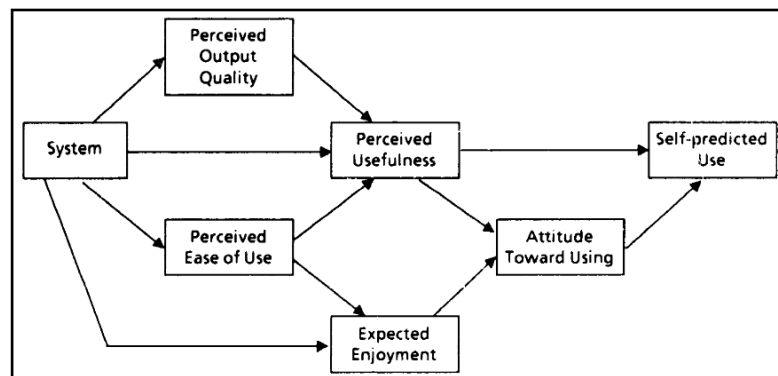 Perceived
Output
Quality
System
Perceived
Usefulness
Self-predicted
Use
Perceived
Ease of Use
Attitude
Toward Using
Expected
Enjoyment